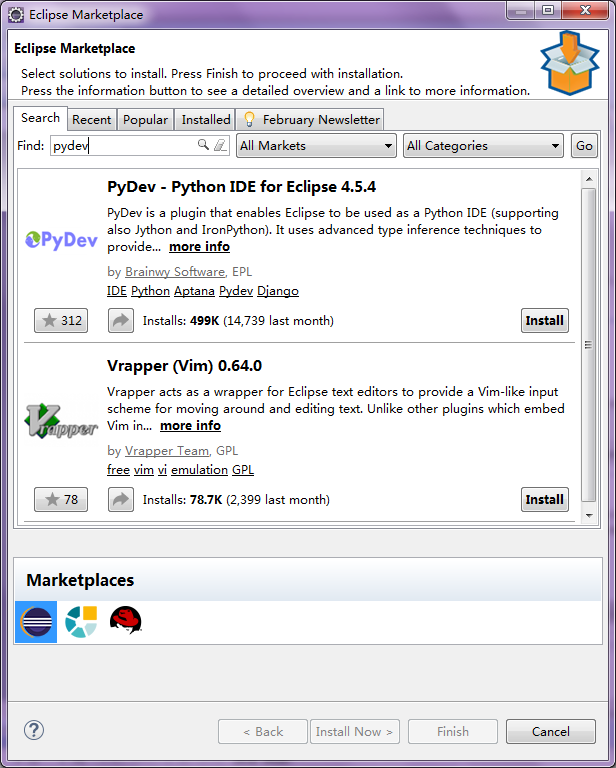 Eclipse Marketplace
Eclipse Marketplace
Select solutions to install. Press Finish to proceed with installation.
Press the information button to see a detailed overview and a link to more information.
Search Recent Popular Installed February Newsletter
Find: pydev All Markets All Categories Go
PyDev - Python IDE for Eclipse 4.5.4
PyDev is a plugin that enables Eclipse to be used as a Python IDE (supporting
also Jython and IronPython). It uses advanced type inference techniques to
provide... more info
PyDev
by Brainwy Software, EPL
IDE Python Aptana Pydev Django
312 Installs: 499K (14,739 last month) Install
Vrapper (Vim) 0.64.0
Vrapper acts as a wrapper for Eclipse text editors to provide a Vim-like input
scheme for moving around and editing text. Unlike other plugins which embed
Vim in... more info
Vrapper
by Vrapper Team, GPL
free vim vi emulation GPL
78 Installs: 78.7K (2,399 last month) Install
Marketplaces
? < Back Install Now > Finish Cancel